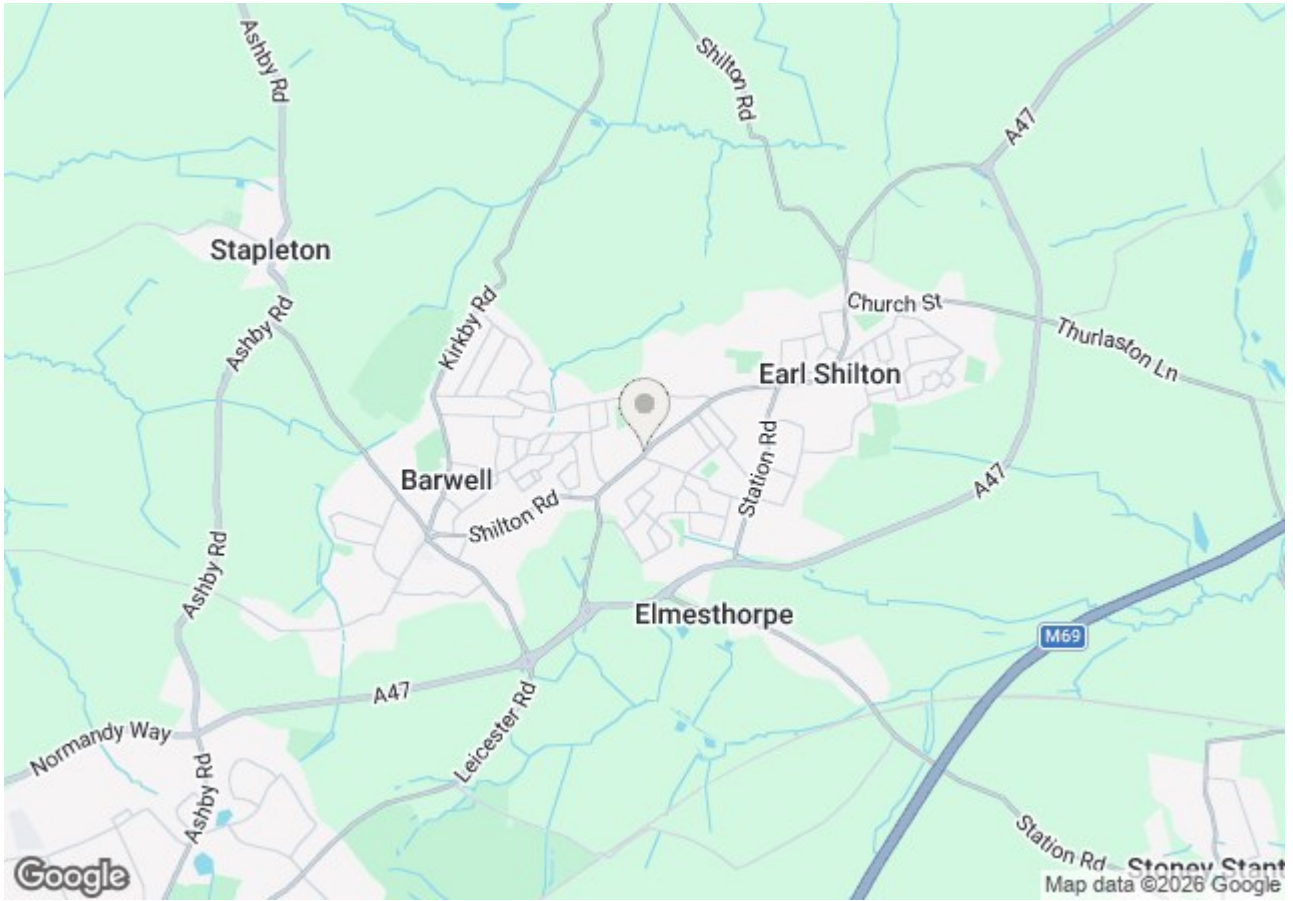 Ashby Rd
Shilton Rd
A47
Stapleton
Church St
Kirkby Rd
Ashby Rd
Thurlaston Ln
Earl Shilton
Station Rd
Barwell
A47
Shilton Rd
Ashby Rd
Elmesthorpe
M69
A47
Leicester Rd
Normandy Way
Ashby Rd
Station Rd
Stoney Stant
Google
Map data ©2026 Google